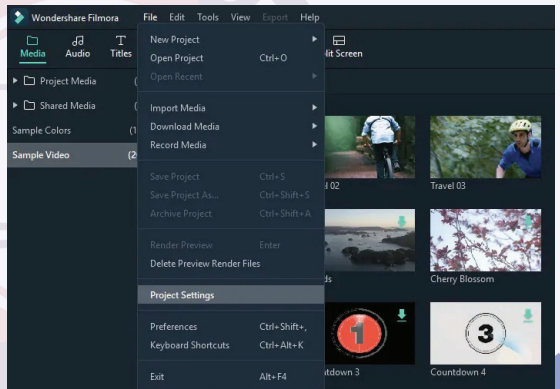 Wondershare Filmora File Edit Tools View Export Help
Media Audio Titles lit Screen
New Project
Open Project Ctrl+O
Open Recent
Project Media (
Shared Media (
Import Media
Download Media
Sample Colors (1
Record Media
Sample Video (2
Save Project Ctrl+S
Save Project As... Ctrl+Shift+S
Archive Project Ctrl+Shift+A
Render Preview Enter
Delete Preview Render Files
Project Settings
Preferences Ctrl+Shift+,
Keyboard Shortcuts Ctrl+Alt+K
Exit Alt+F4
l 02 Travel 03
ds Cherry Blossom
1 3
tdown 3 Countdown 4